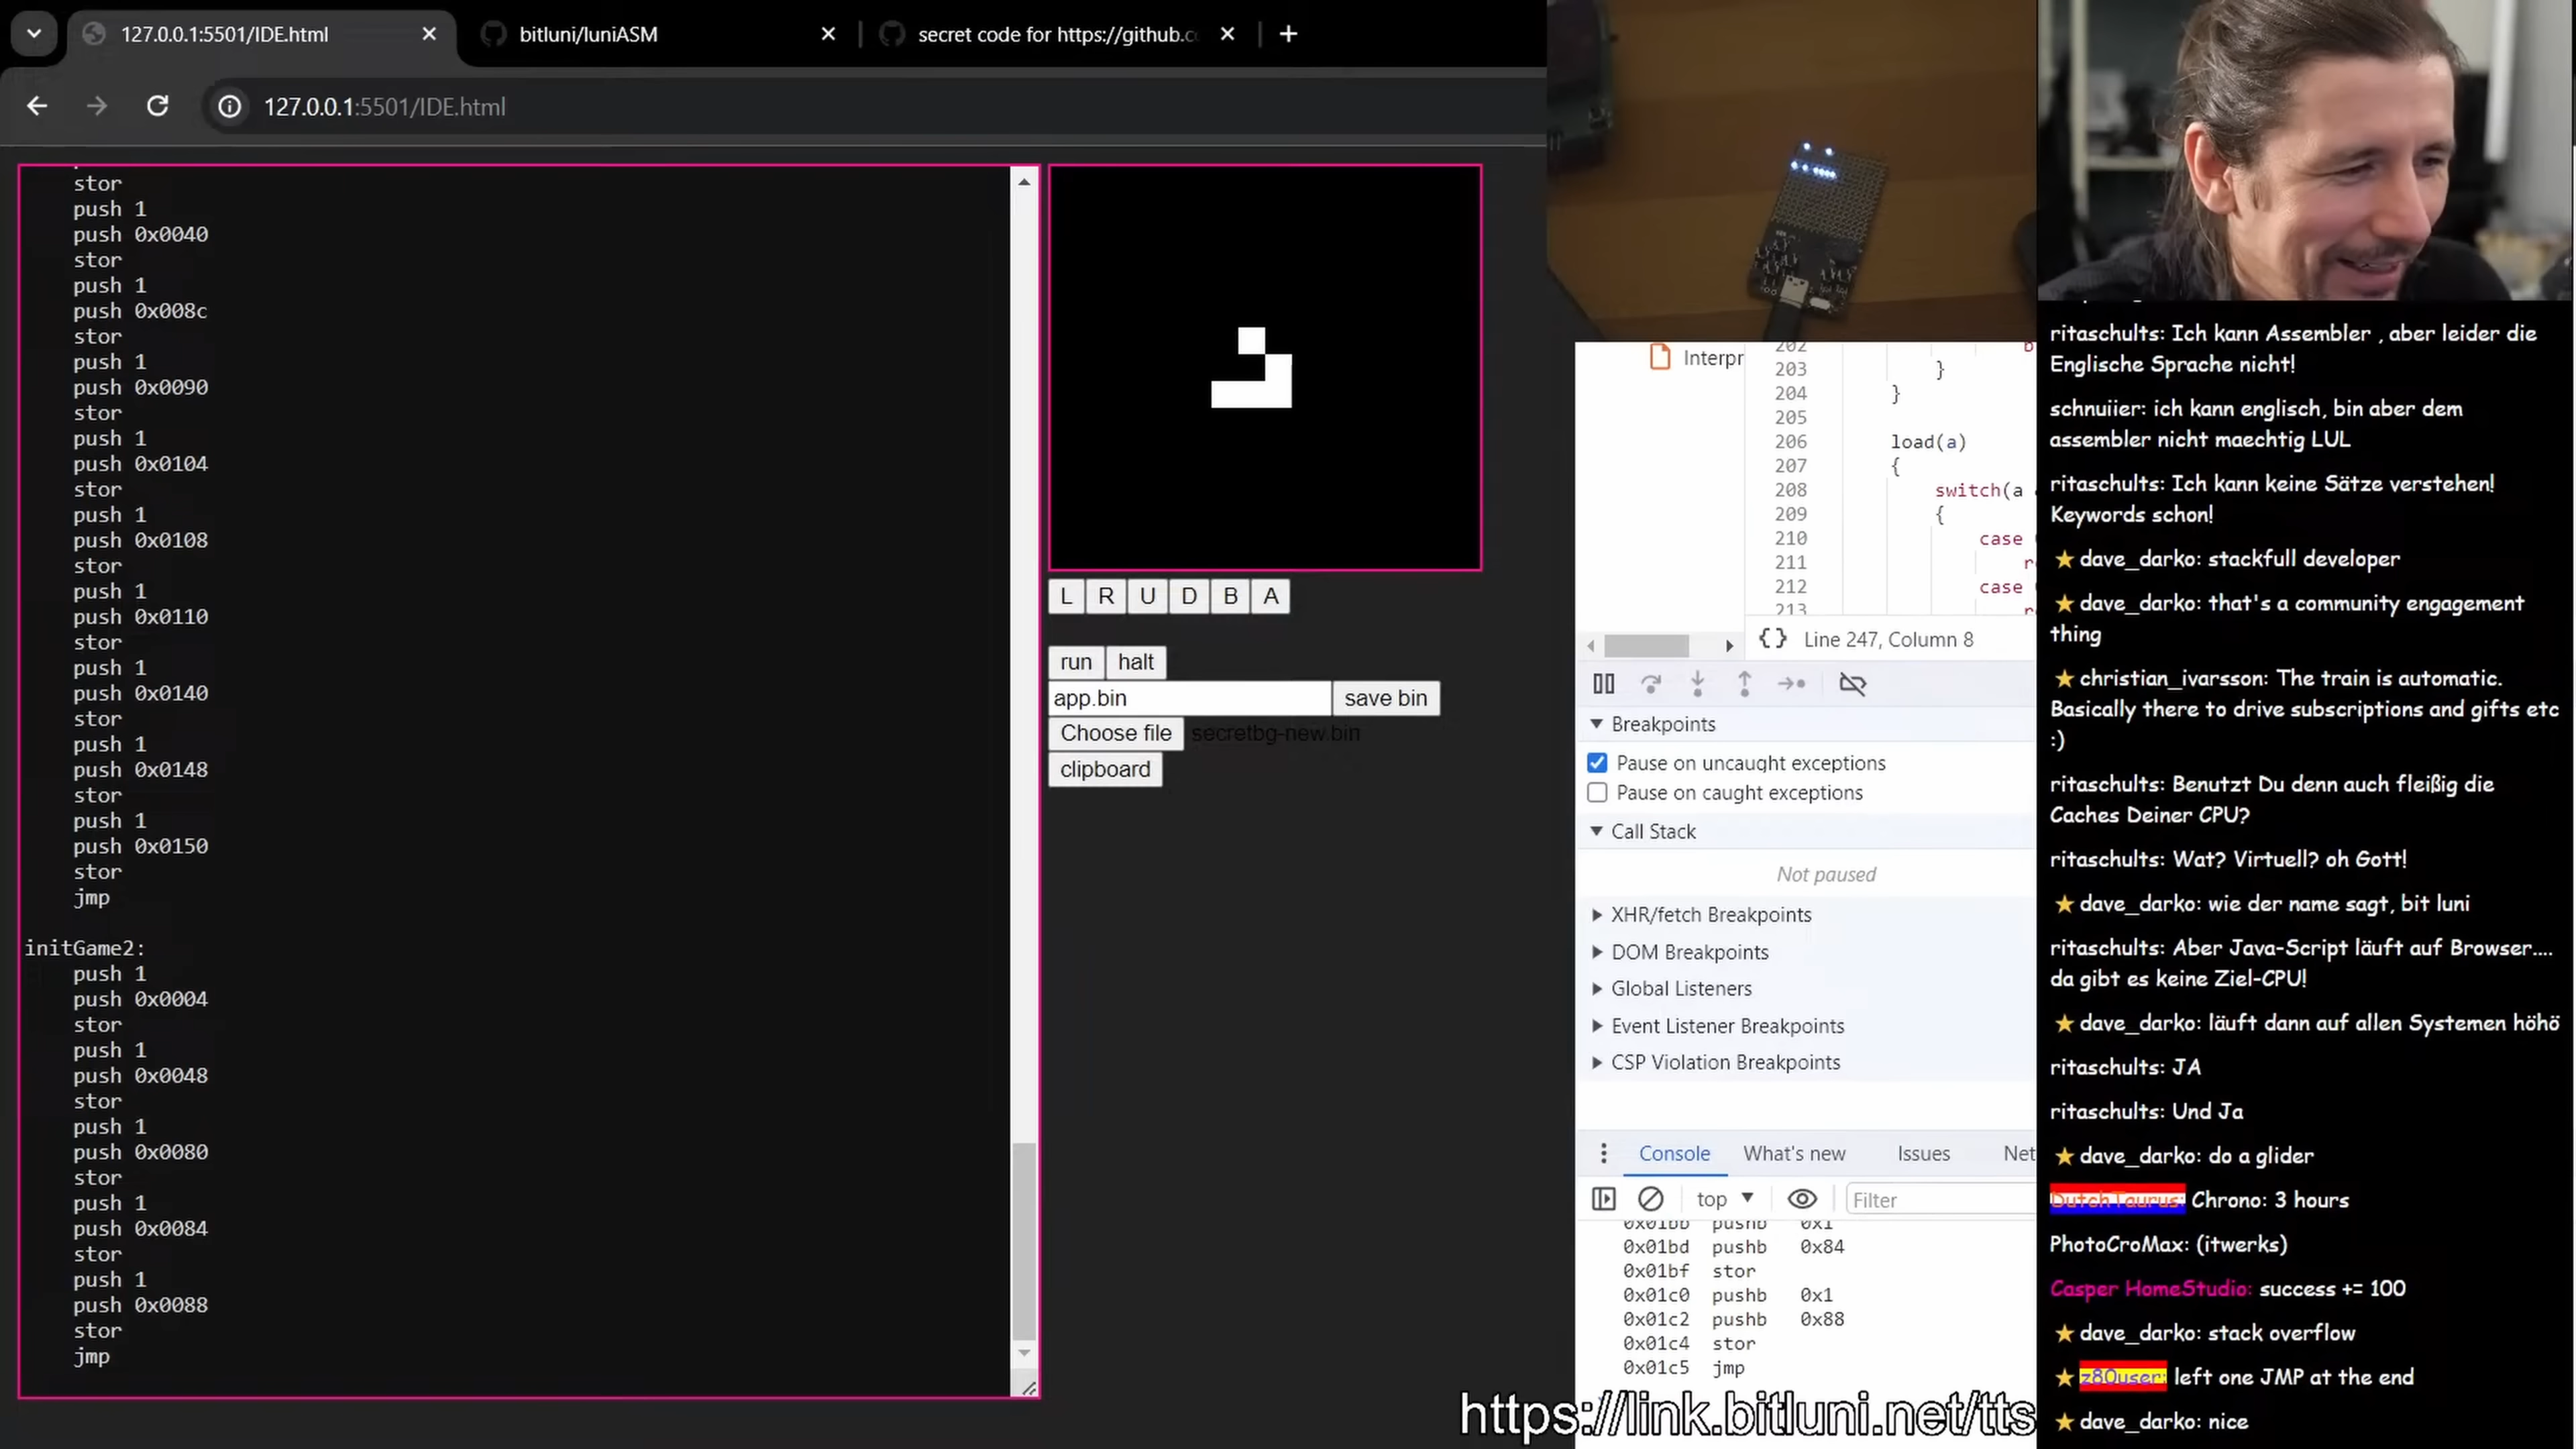 127.0.0.1:5501/IDE.html
bitluni/luniASM
secret code for https://github.c
127.0.0.1:5501/IDE.html
stor
push 1
push 0x0040
stor
push 1
push 0x008c
stor
push 1
push 0x0090
stor
push 1
push 0x0104
stor
push 1
push 0x0108
stor
push 1
push 0x0110
stor
push 1
push 0x0140
stor
push 1
push 0x0148
stor
push 1
push 0x0150
stor
jmp
initGame2:
push 1
push 0x0004
stor
push 1
push 0x0048
stor
push 1
push 0x0080
stor
push 1
push 0x0084
stor
push 1
push 0x0088
stor
jmp
L R U D B A
run halt
app.bin save bin
Choose file secretbg-new.bin
clipboard
Interpr
202 b
203 }
204 }
205
206 load(a)
207 {
208 switch(a
209 {
210 case
211 r
212 case
213 r
{} Line 247, Column 8
Breakpoints
Pause on uncaught exceptions
Pause on caught exceptions
Call Stack
Not paused
XHR/fetch Breakpoints
DOM Breakpoints
Global Listeners
Event Listener Breakpoints
CSP Violation Breakpoints
Console What's new Issues Net
top Filter
0x01bb pushb 0x1
0x01bd pushb 0x84
0x01bf stor
0x01c0 pushb 0x1
0x01c2 pushb 0x88
0x01c4 stor
0x01c5 jmp
https://link.bitluni.net/tts
ritaschults: Ich kann Assembler , aber leider die
Englische Sprache nicht!
schnuiier: ich kann englisch, bin aber dem
assembler nicht maechtig LUL
ritaschults: Ich kann keine Sätze verstehen!
Keywords schon!
dave_darko: stackfull developer
dave_darko: that's a community engagement
thing
christian_ivarsson: The train is automatic.
Basically there to drive subscriptions and gifts etc
:)
ritaschults: Benutzt Du denn auch fleißig die
Caches Deiner CPU?
ritaschults: Wat? Virtuell? oh Gott!
dave_darko: wie der name sagt, bit luni
ritaschults: Aber Java-Script läuft auf Browser....
da gibt es keine Ziel-CPU!
dave_darko: läuft dann auf allen Systemen höhö
ritaschults: JA
ritaschults: Und Ja
dave_darko: do a glider
DutchTaurus: Chrono: 3 hours
PhotoCroMax: (itwerks)
Casper HomeStudio: success += 100
dave_darko: stack overflow
z80user: left one JMP at the end
dave_darko: nice